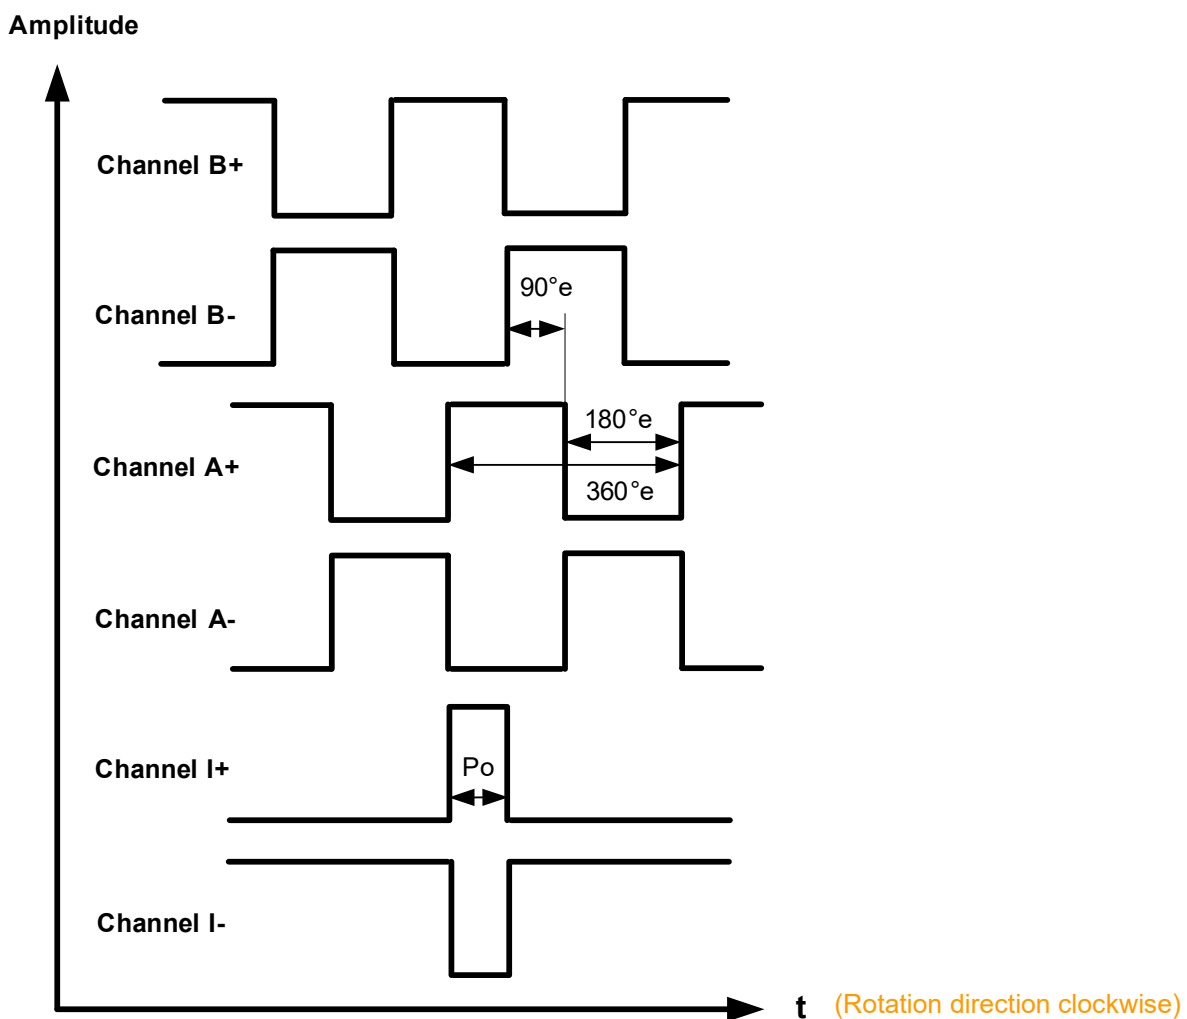 Amplitude
Channel B+
90°e
Channel B-
180°e
Channel A+
360°e
Channel A-
Po
Channel I+
Channel I-
t (Rotation direction clockwise)